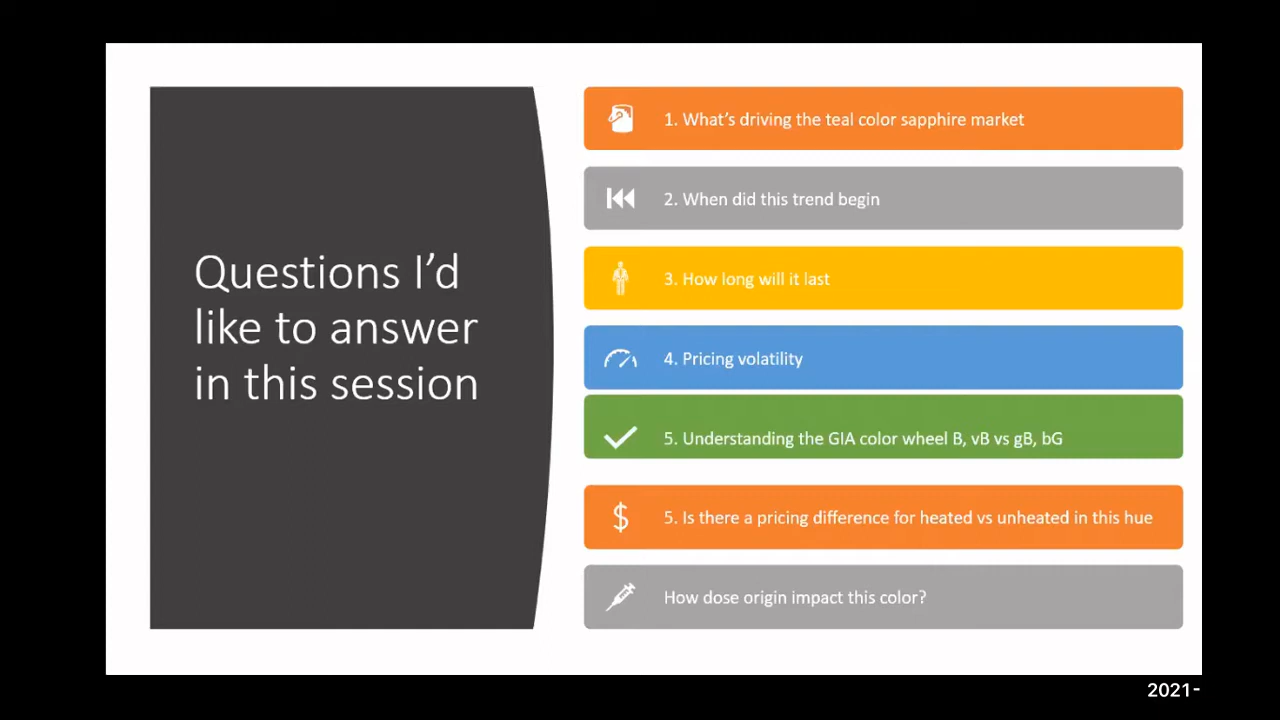 Questions I’d
like to answer
in this session
1. What’s driving the teal color sapphire market
2. When did this trend begin
3. How long will it last
4. Pricing volatility
5. Understanding the GIA color wheel B, vB vs gB, bG
5. Is there a pricing difference for heated vs unheated in this hue
How dose origin impact this color?
2021-